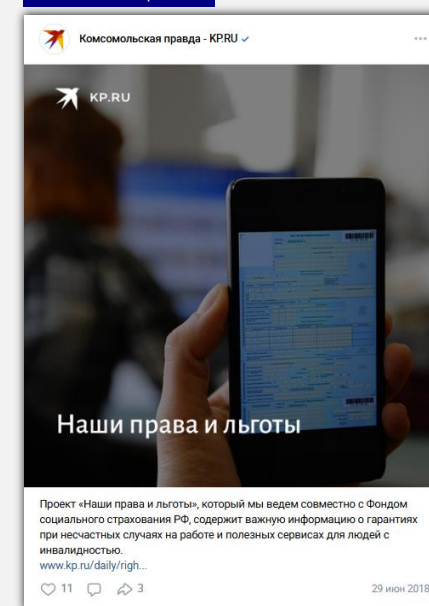 Комсомольская правда - KP.RU
KP.RU
Наши права и льготы
Проект «Наши права и льготы», который мы ведем совместно с Фондом
социального страхования РФ, содержит важную информацию о гарантиях
при несчастных случаях на работе и полезных сервисах для людей с
инвалидностью.
www.kp.ru/daily/righ...
11 3 29 июн 2018